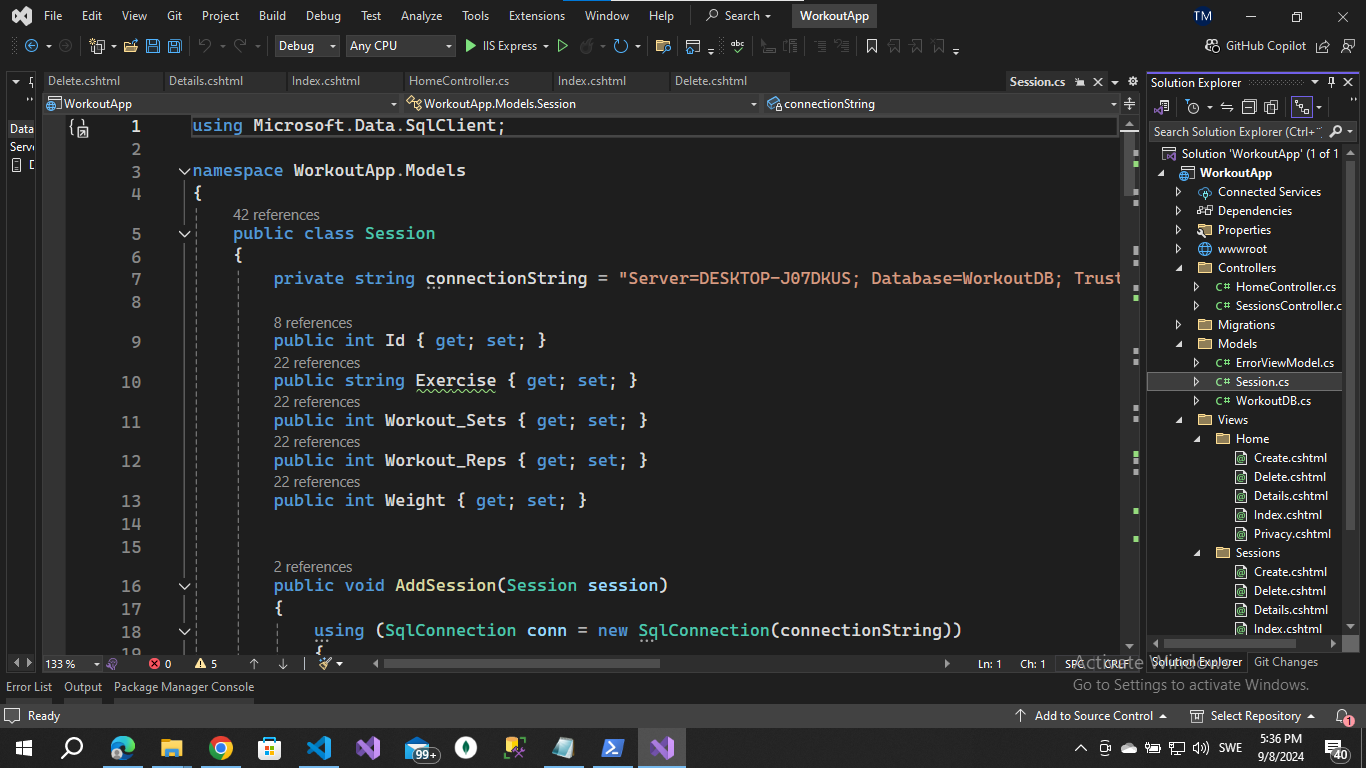 File Edit View Git Project Build Debug Test Analyze Tools Extensions Window Help Search WorkoutApp TM
Debug Any CPU IIS Express GitHub Copilot
Delete.cshtml Details.cshtml Index.cshtml HomeController.cs Index.cshtml Delete.cshtml Session.cs
WorkoutApp WorkoutApp.Models.Session connectionString
Data
Serv
1 using Microsoft.Data.SqlClient;
2
3 namespace WorkoutApp.Models
4 {
42 references
5 public class Session
6 {
7 private string connectionString = "Server=DESKTOP-J07DKUS; Database=WorkoutDB; Trust
8
8 references
9 public int Id { get; set; }
22 references
10 public string Exercise { get; set; }
22 references
11 public int Workout_Sets { get; set; }
22 references
12 public int Workout_Reps { get; set; }
22 references
13 public int Weight { get; set; }
14
15
2 references
16 public void AddSession(Session session)
17 {
18 using (SqlConnection conn = new SqlConnection(connectionString))
19 {
133 % 0 5 Ln: 1 Ch: 1 SPC CRLF
Solution Explorer
Search Solution Explorer (Ctrl+
Solution 'WorkoutApp' (1 of 1
WorkoutApp
Connected Services
Dependencies
Properties
wwwroot
Controllers
C# HomeController.cs
C# SessionsController.c
Migrations
Models
C# ErrorViewModel.cs
C# Session.cs
C# WorkoutDB.cs
Views
Home
Create.cshtml
Delete.cshtml
Details.cshtml
Index.cshtml
Privacy.cshtml
Sessions
Create.cshtml
Delete.cshtml
Details.cshtml
Index.cshtml
Solution Explorer Git Changes
Activate Windows
Go to Settings to activate Windows.
Error List Output Package Manager Console
Ready Add to Source Control Select Repository 1
99+ SWE 5:36 PM
9/8/2024 40